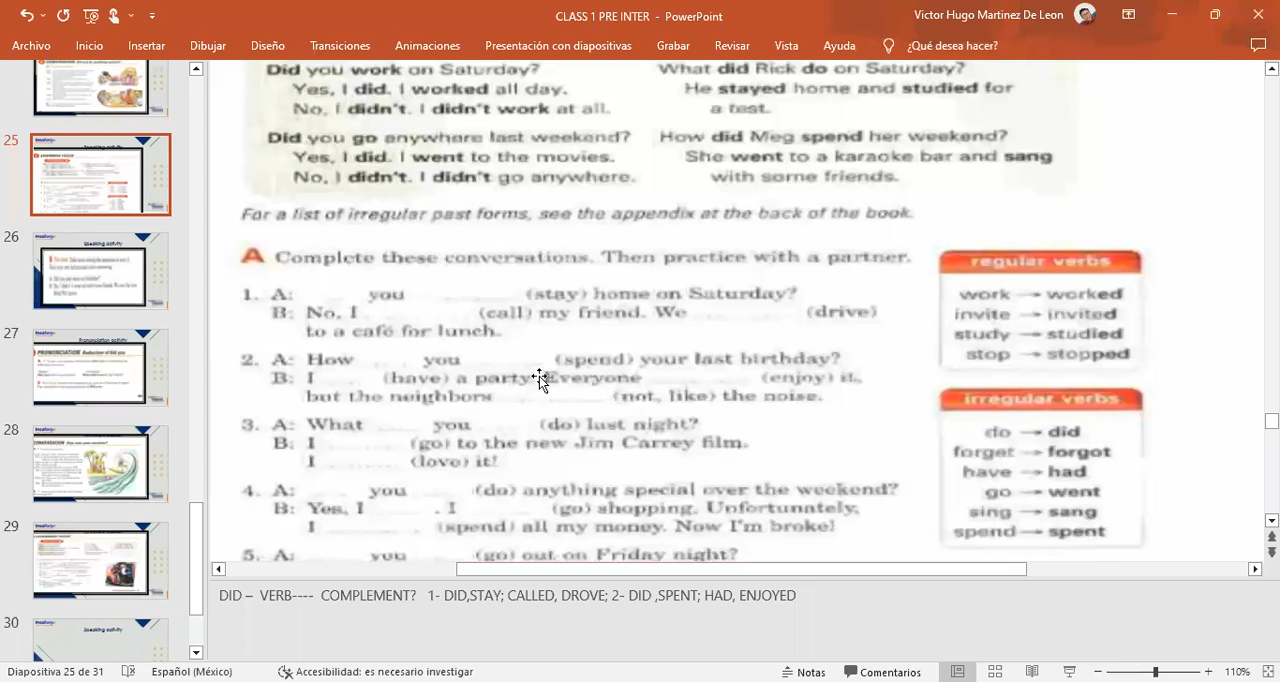 CLASS 1 PRE INTER - PowerPoint
Victor Hugo Martinez De Leon
Archivo Inicio Insertar Dibujar Diseño Transiciones Animaciones Presentación con diapositivas Grabar Revisar Vista Ayuda ¿Qué desea hacer?
Did you work on Saturday?
Yes, I did. I worked all day.
No, I didn't. I didn't work at all.
Did you go anywhere last weekend?
Yes, I did. I went to the movies.
No, I didn't. I didn't go anywhere.
What did Rick do on Saturday?
He stayed home and studied for
a test.
How did Meg spend her weekend?
She went to a karaoke bar and sang
with some friends.
For a list of irregular past forms, see the appendix at the back of the book.
A Complete these conversations. Then practice with a partner.
1. A: you (stay) home on Saturday?
B: No, I (call) my friend. We (drive)
to a café for lunch.
2. A: How you (spend) your last birthday?
B: I (have) a party. Everyone (enjoy) it,
but the neighbors (not, like) the noise.
3. A: What you (do) last night?
B: I (go) to the new Jim Carrey film.
I (love) it!
4. A: you (do) anything special over the weekend?
B: Yes, I . I (go) shopping. Unfortunately,
I (spend) all my money. Now I'm broke!
5. A: you (go) out on Friday night?
regular verbs
work → worked
invite → invited
study → studied
stop → stopped
irregular verbs
do → did
forget → forgot
have → had
go → went
sing → sang
spend → spent
25
Speaking activity
26
Speaking activity
27
Pronunciation activity
28
29
30
Speaking activity
DID – VERB---- COMPLEMENT? 1- DID,STAY; CALLED, DROVE; 2- DID ,SPENT; HAD, ENJOYED
Diapositiva 25 de 31 Español (México) Accesibilidad: es necesario investigar Notas Comentarios 110%